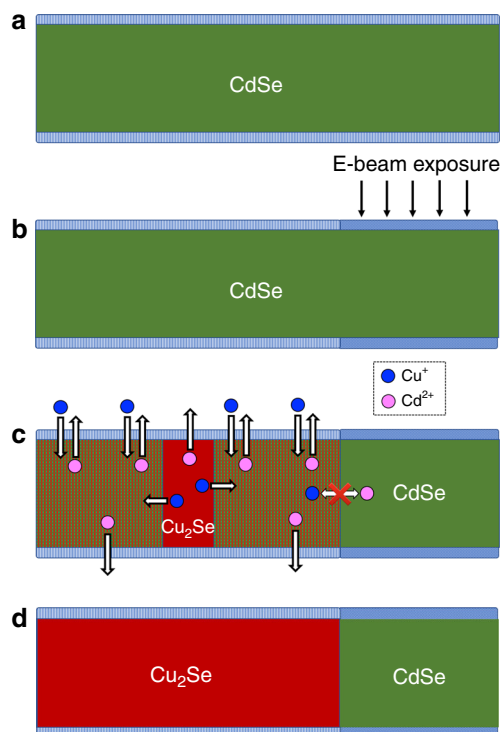 a
CdSe
E-beam exposure
b
CdSe
Cu⁺
Cd²⁺
c
Cu₂Se
CdSe
d
Cu₂Se
CdSe